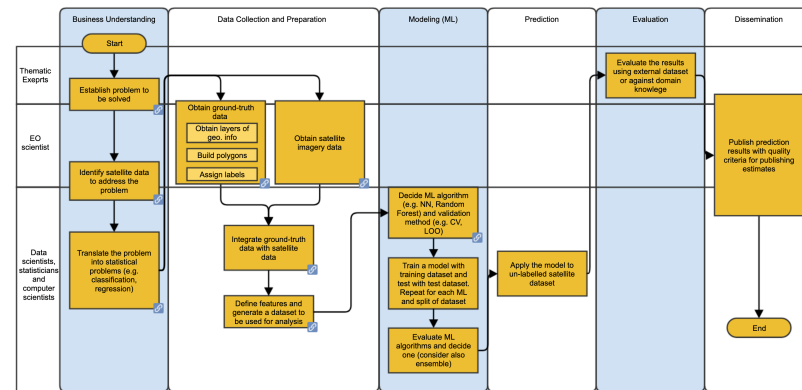 Business Understanding
Data Collection and Preparation
Modeling (ML)
Prediction
Evaluation
Dissemination
Thematic
Exeprts
EO
scientist
Data
scientists,
statisticians
and
computer
scientists
Start
Establish problem to
be solved
Identify satellite data
to address the
problem
Translate the problem
into statistical
problems (e.g.
classification,
regression)
Obtain ground-truth
data
Obtain layers of
geo. info
Build polygons
Assign labels
Obtain satellite
imagery data
Integrate ground-truth
data with satellite
data
Define features and
generate a dataset to
be used for analysis
Decide ML algorithm
(e.g. NN, Random
Forest) and validation
method (e.g. CV,
LOO)
Train a model with
training dataset and
test with test dataset.
Repeat for each ML
and split of dataset
Evaluate ML
algorithms and decide
one (consider also
ensemble)
Apply the model to
un-labelled satellite
dataset
Evaluate the results
using external dataset
or against domain
knowlege
Publish prediction
results with quality
criteria for publishing
estimates
End